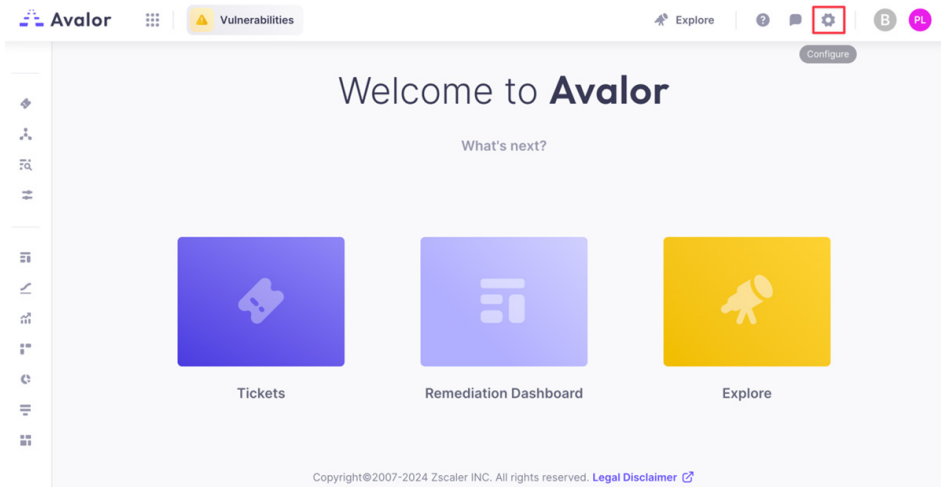 Avalor
Vulnerabilities
Explore
B
PL
Configure
Welcome to Avalor
What's next?
Tickets
Remediation Dashboard
Explore
Copyright©2007-2024 Zscaler INC. All rights reserved. Legal Disclaimer